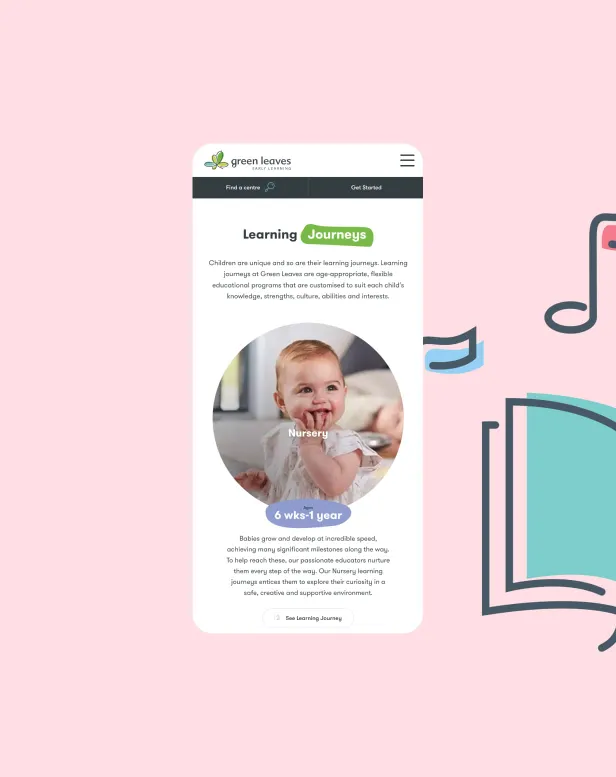 green leaves
EARLY LEARNING
Find a centre
Get Started
Learning Journeys
Children are unique and so are their learning journeys. Learning
journeys at Green Leaves are age-appropriate, flexible
educational programs that are customised to suit each child's
knowledge, strengths, culture, abilities and interests.
Nursery
Ages
6 wks-1 year
Babies grow and develop at incredible speed,
achieving many significant milestones along the way.
To help reach these, our passionate educators nurture
them every step of the way. Our Nursery learning
journeys entices them to explore their curiosity in a
safe, creative and supportive environment.
See Learning Journey